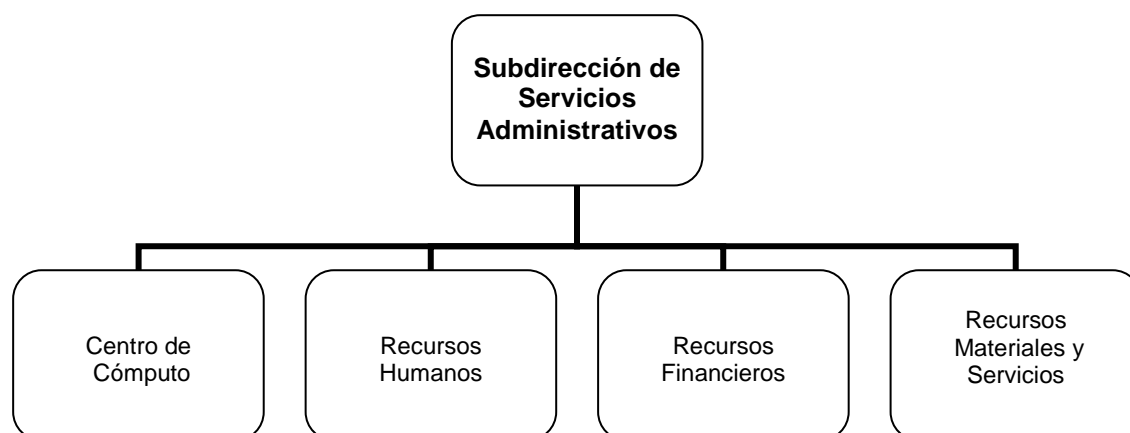 Subdirección de
Servicios
Administrativos
Centro de
Cómputo
Recursos
Humanos
Recursos
Financieros
Recursos
Materiales y
Servicios